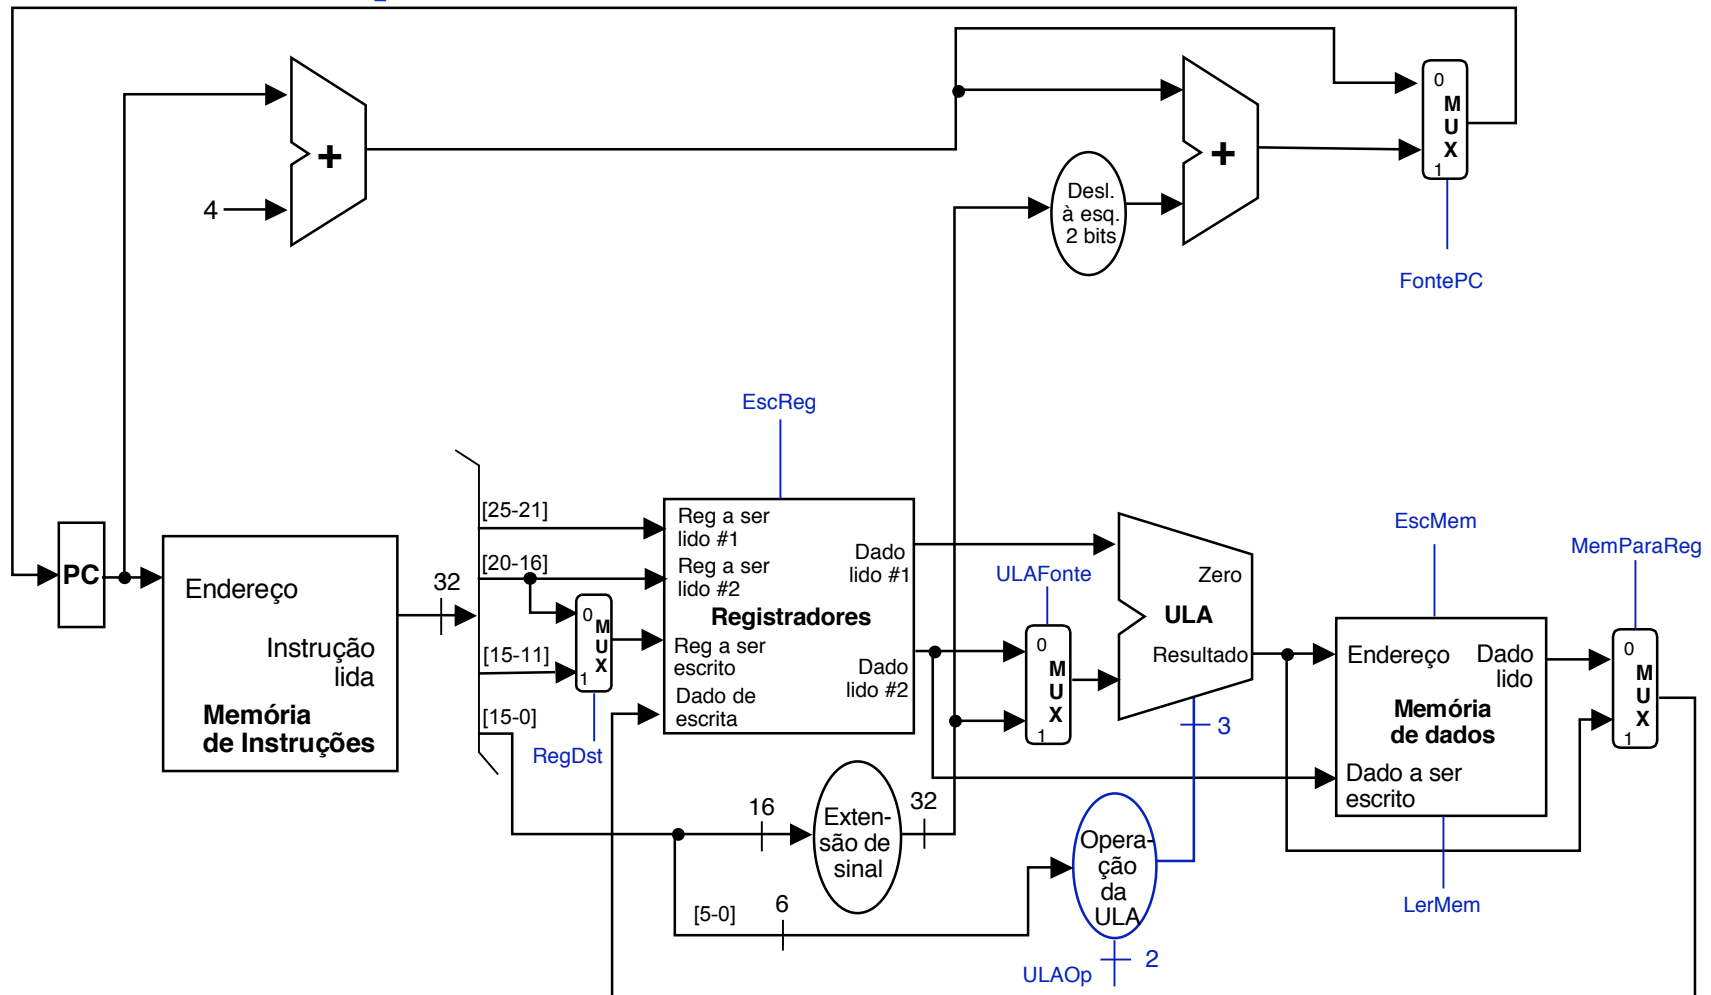 0
M
U
X
1
+
+
4
Desl.
à esq.
2 bits
FontePC
EscReg
[25-21]
Reg a ser
lido #1
[20-16]
Reg a ser
lido #2
Dado
lido #1
PC
Endereço
32
Instrução
lida
Memória
de Instruções
0
M
U
X
1
[15-11]
[15-0]
RegDst
Registradores
Reg a ser
escrito
Dado de
escrita
Dado
lido #2
ULAFonte
0
M
U
X
1
Zero
ULA
Resultado
3
EscMem
MemParaReg
Endereço
Dado
lido
Memória
de dados
Dado a ser
escrito
0
M
U
X
1
LerMem
16
Exten-
são de
sinal
32
Opera-
ção
da
ULA
[5-0]
6
ULAOp
2